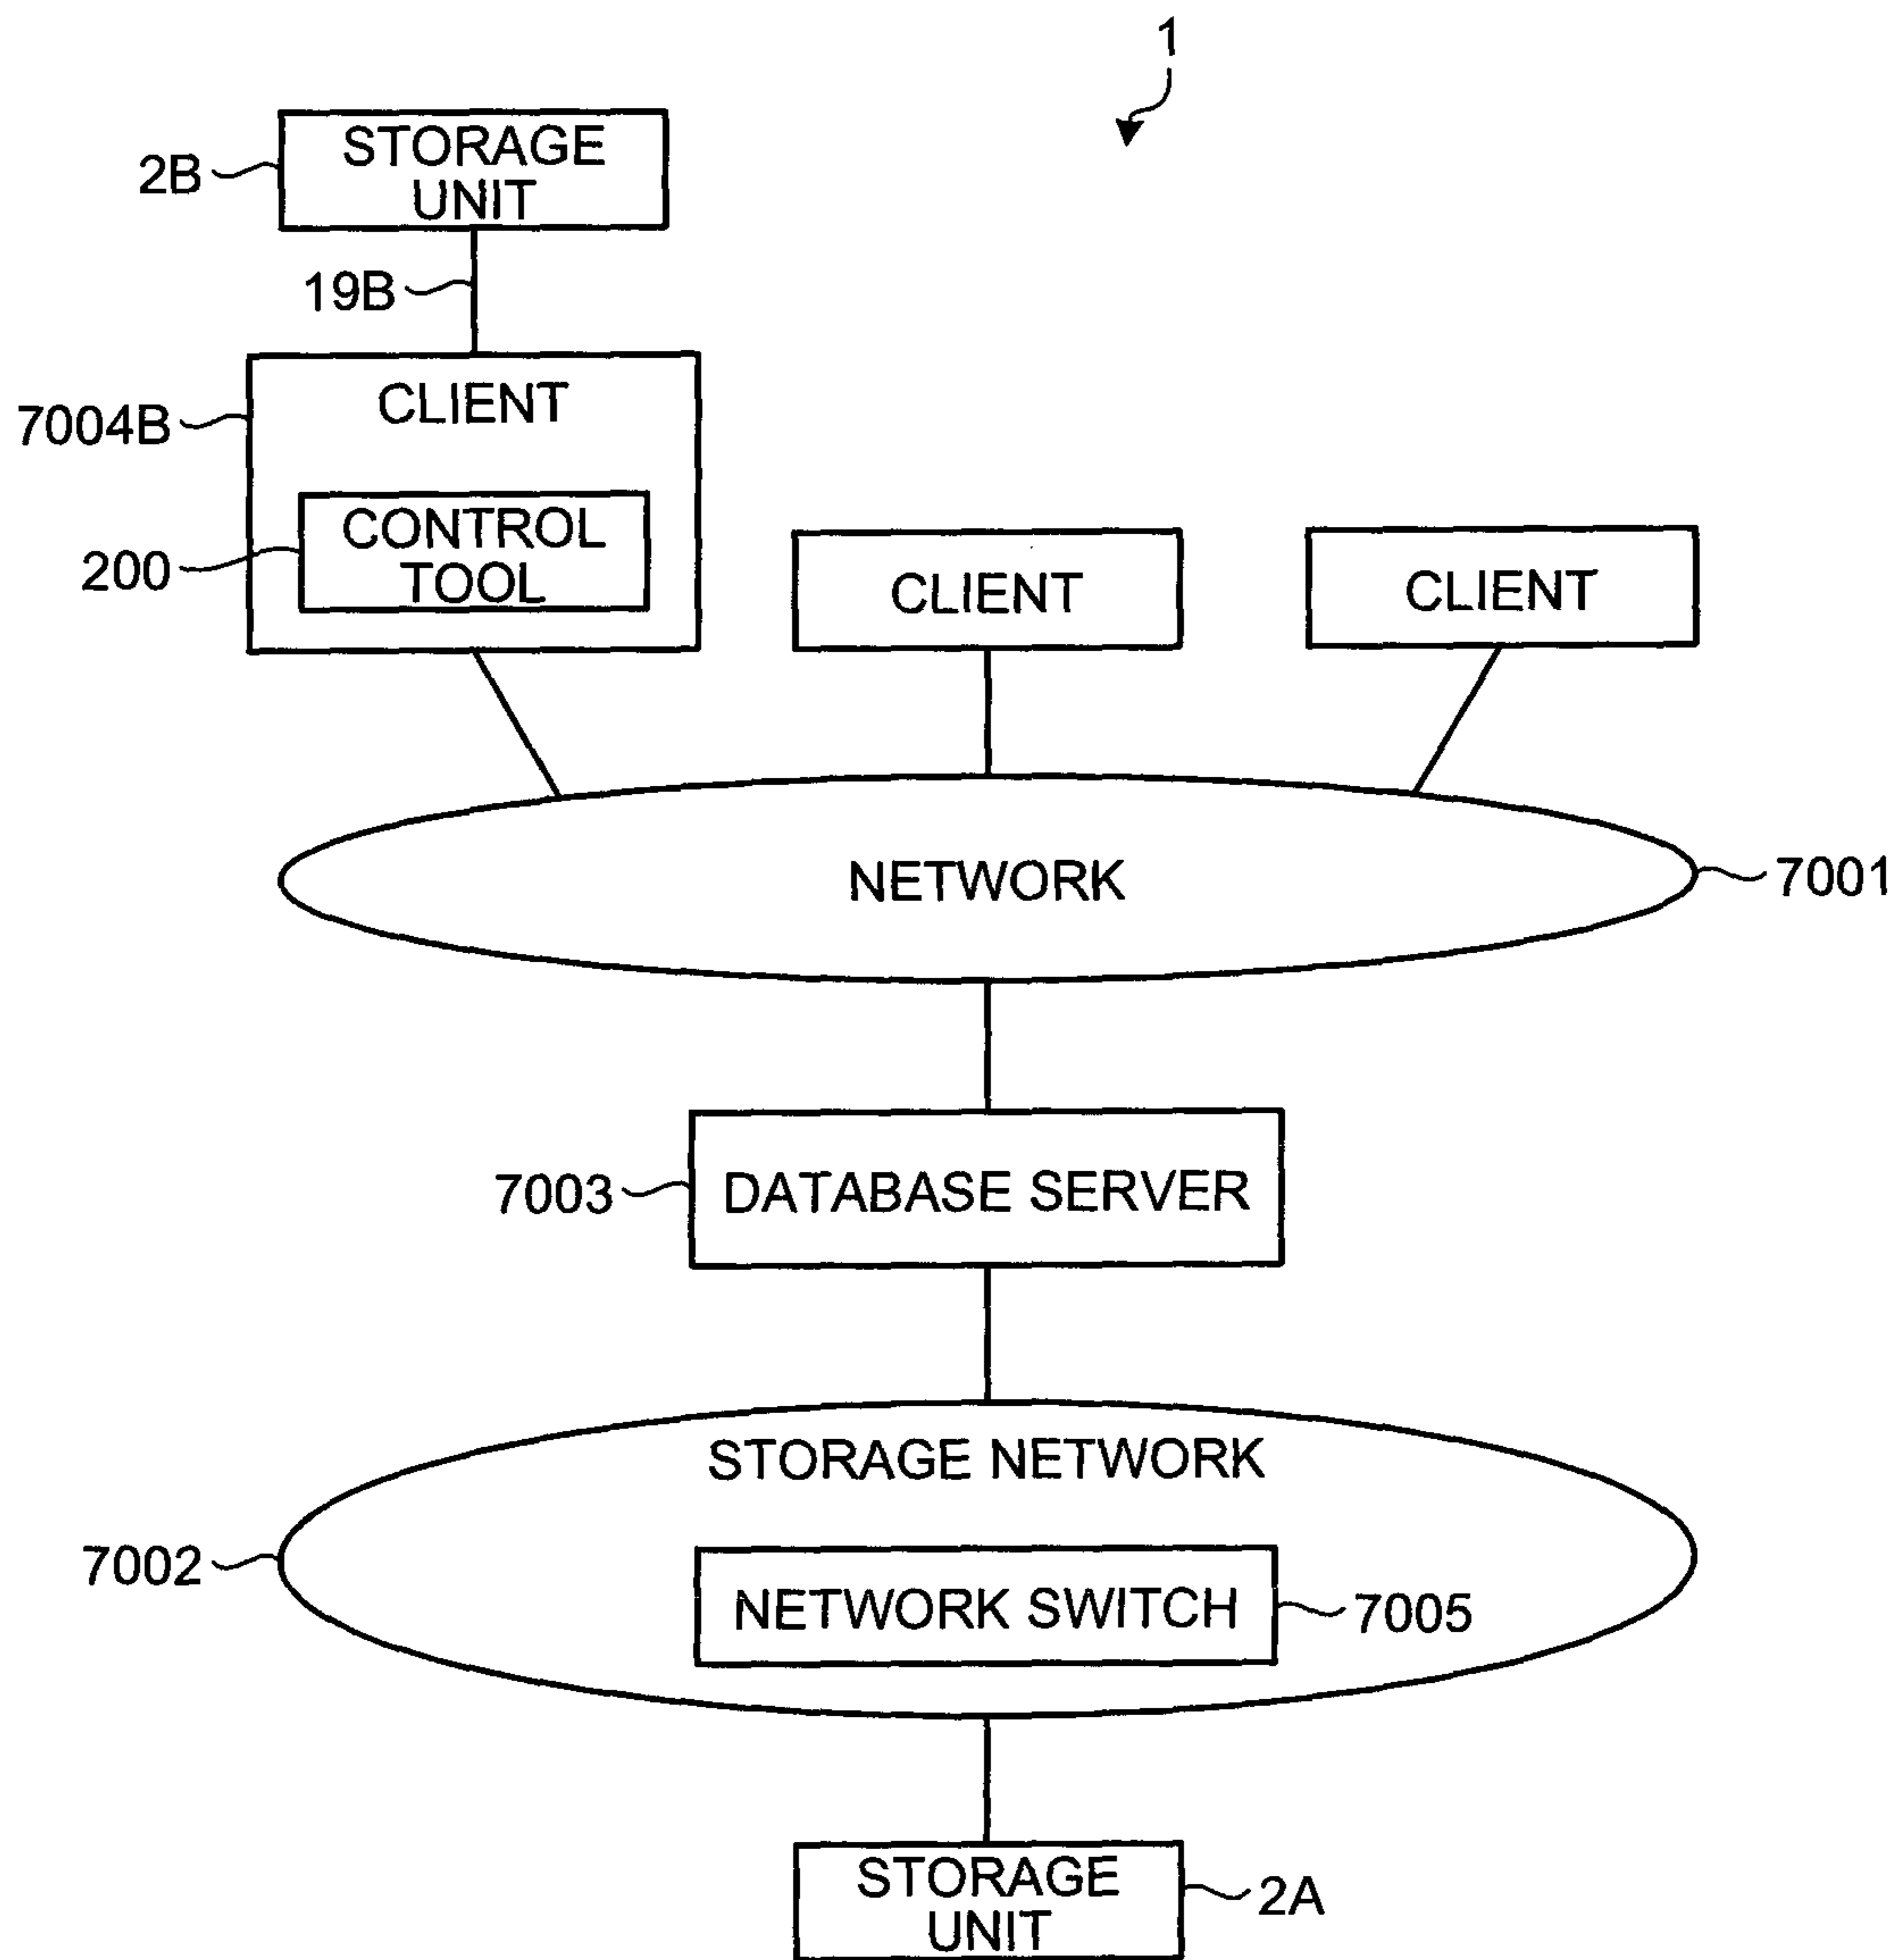 1
STORAGE
UNIT
2B
19B
CLIENT
7004B
CONTROL
TOOL
200
CLIENT
CLIENT
NETWORK
7001
7003
DATABASE SERVER
STORAGE NETWORK
7002
NETWORK SWITCH
7005
STORAGE
UNIT
2A